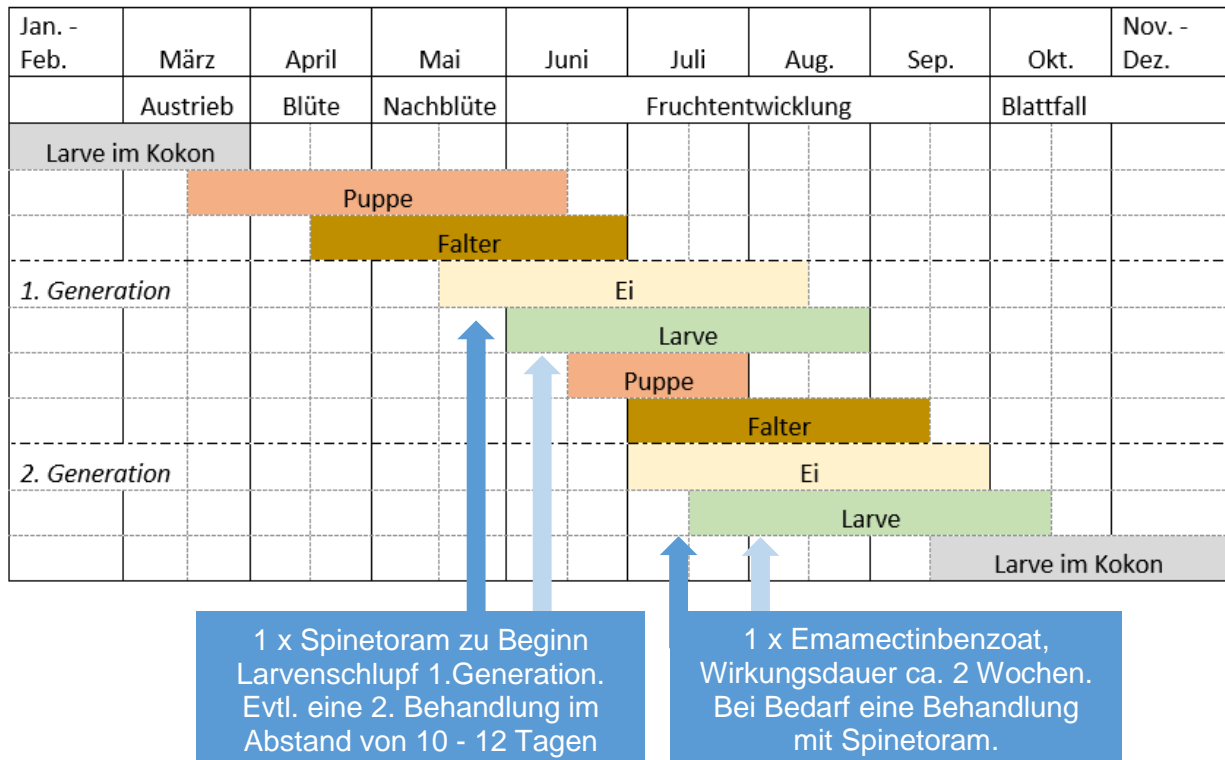 Jan. - Feb. März April Mai Juni Juli Aug. Sep. Okt. Nov. - Dez.
Austrieb Blüte Nachblüte Fruchtentwicklung Blattfall
Larve im Kokon
Puppe
Falter
1. Generation Ei
Larve
Puppe
Falter
2. Generation Ei
Larve
Larve im Kokon
1 x Spinetoram zu Beginn
Larvenschlupf 1.Generation.
Evtl. eine 2. Behandlung im
Abstand von 10 - 12 Tagen
1 x Emamectinbenzoat,
Wirkungsdauer ca. 2 Wochen.
Bei Bedarf eine Behandlung
mit Spinetoram.